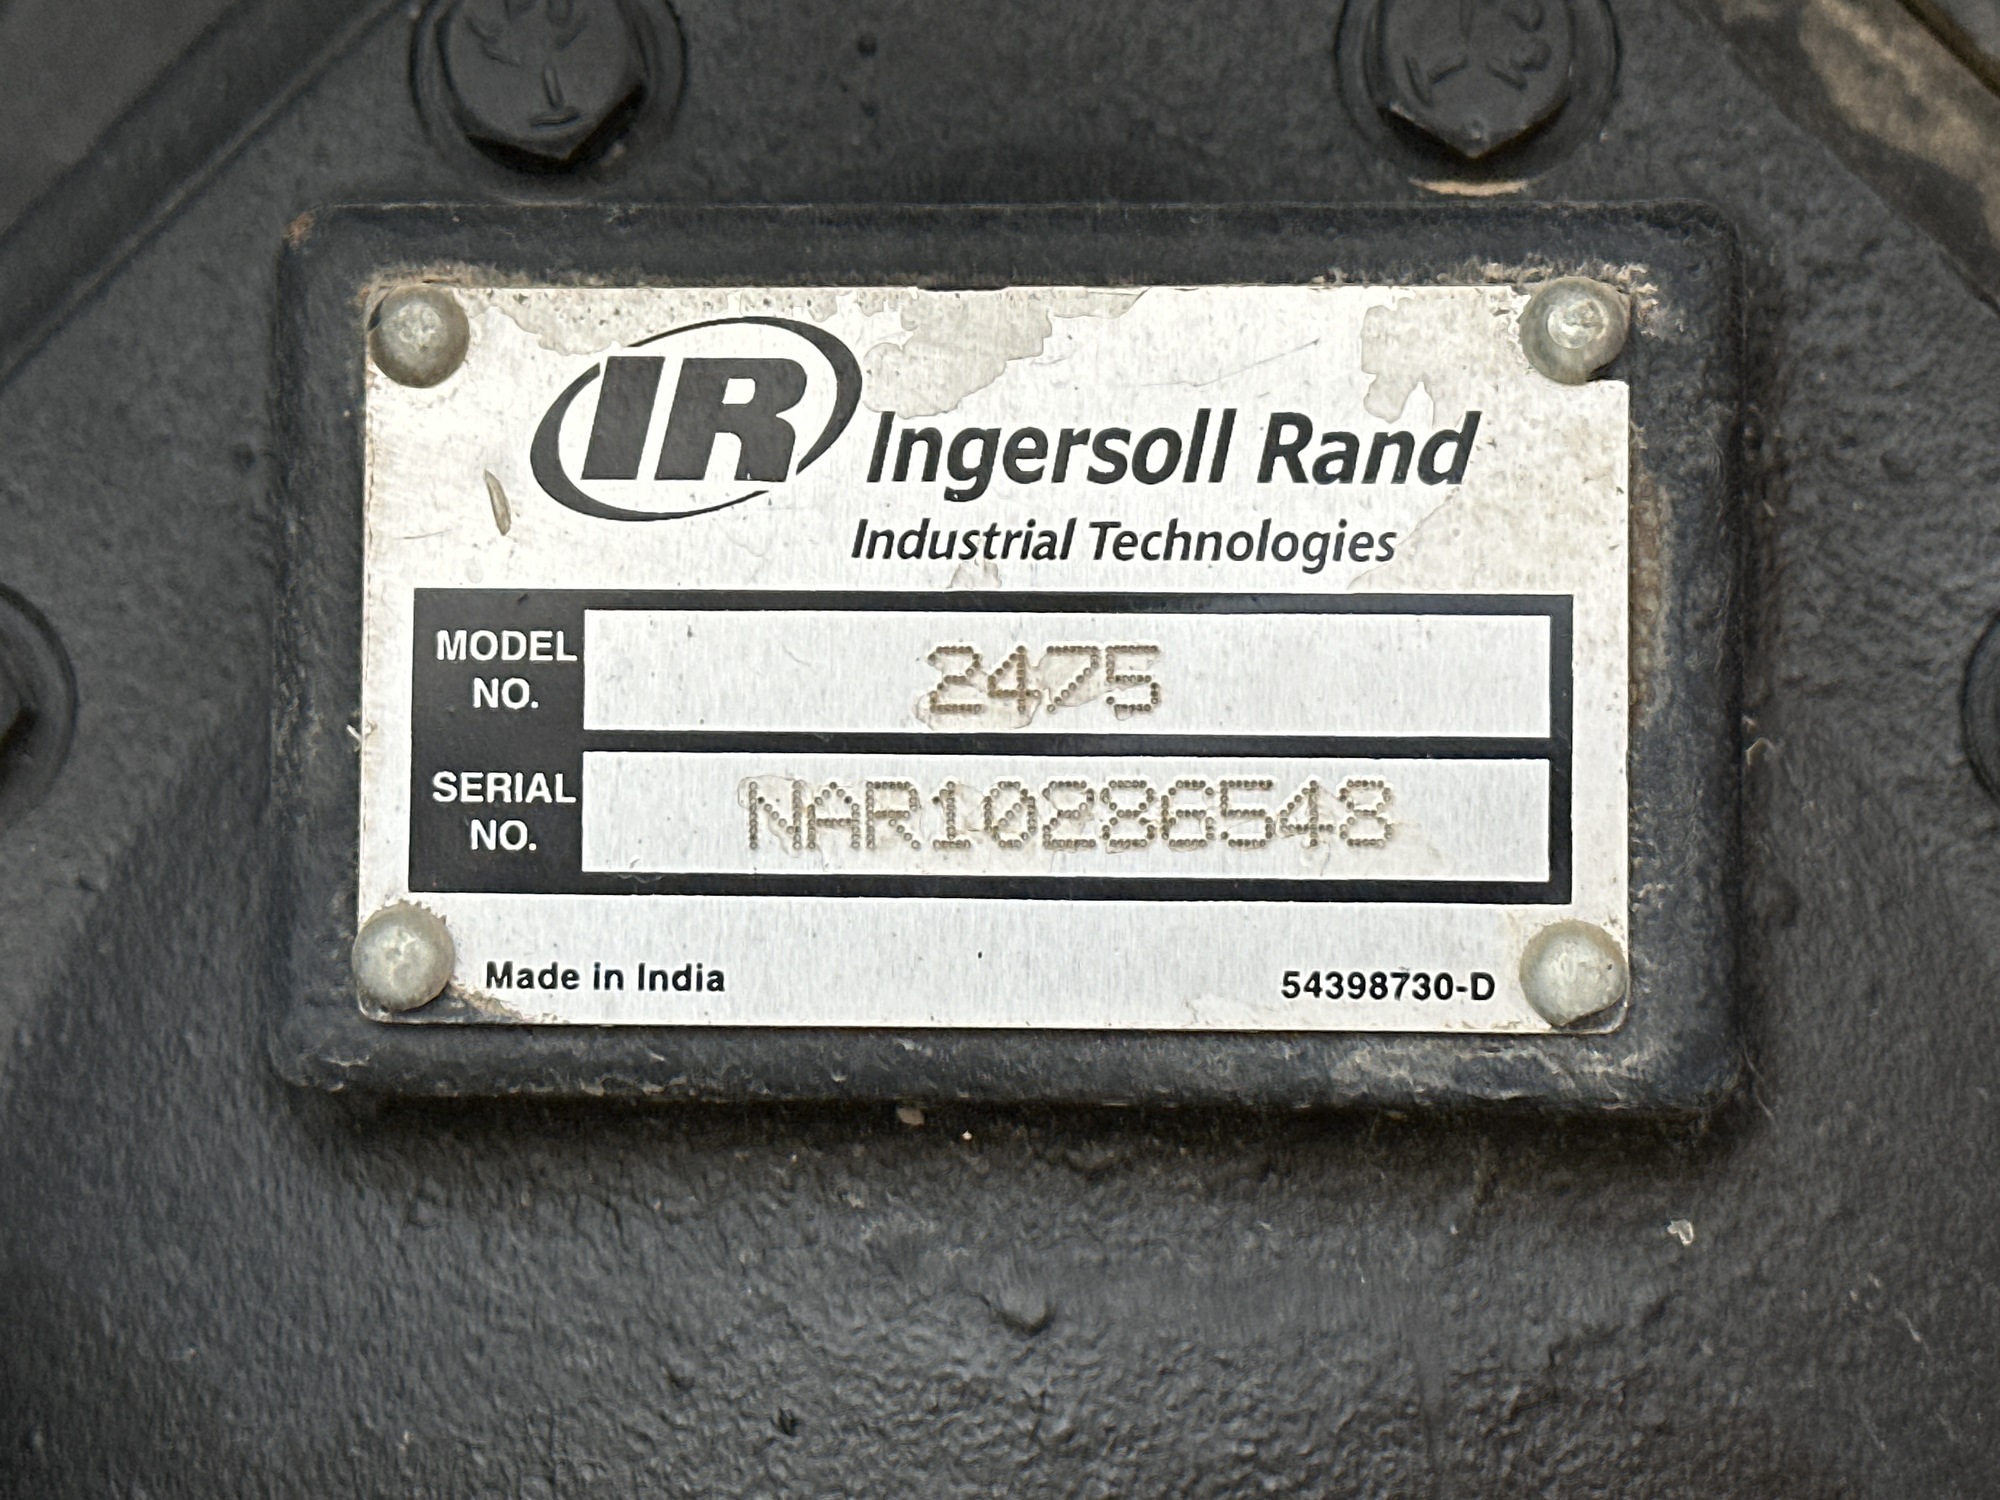 IR Ingersoll Rand
Industrial Technologies
MODEL NO. 2475
SERIAL NO. NAR10286548
Made in India 54398730-D